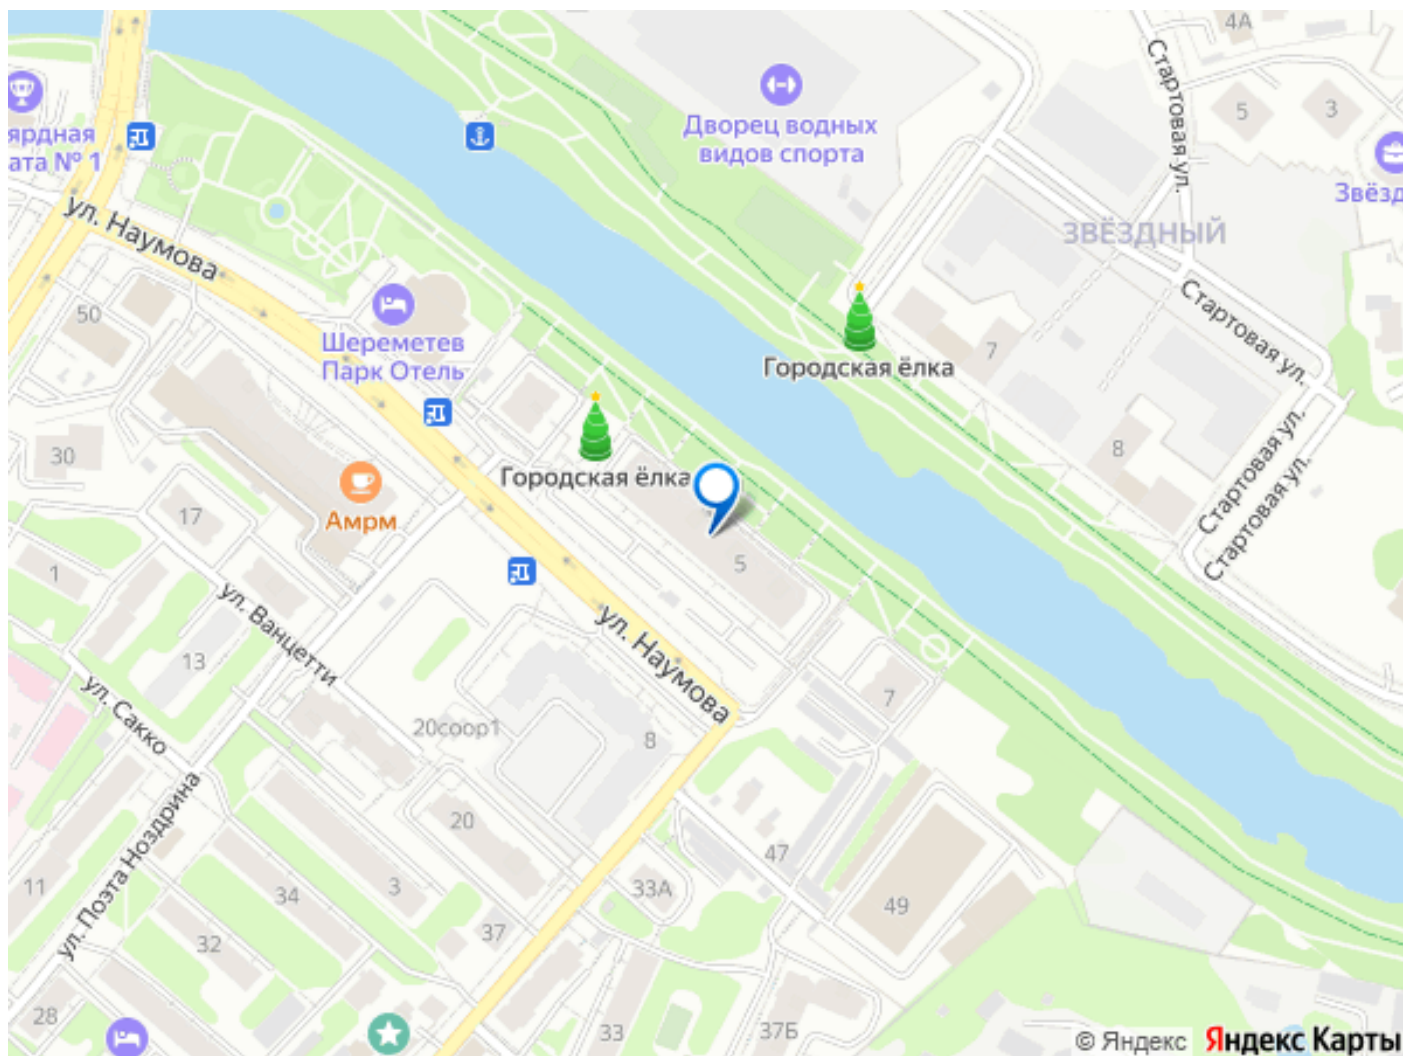 4А
Стартовая ул.
5
3
Дворец водных
видов спорта
ярдная
ата № 1
Звёзд
ул. Наумова
ЗВЁЗДНЫЙ
50
Шереметев
Парк Отель
Стартовая ул.
7
Городская ёлка
30
8
Городская ёлка
Стартовая ул.
Стартовая ул.
Амрм
17
5
1
ул. Ванцетти
13
ул. Наумова
ул. Сакко
7
20соор1
8
20
47
ул. Поэта Ноздрина
11
34
3
33А
49
32
37
28
33
37Б
© Яндекс Яндекс Карты